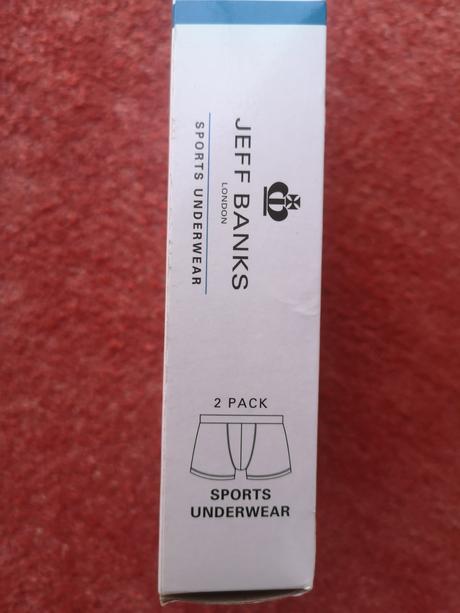 JEFF BANKS
LONDON
SPORTS UNDERWEAR
2 PACK
SPORTS
UNDERWEAR